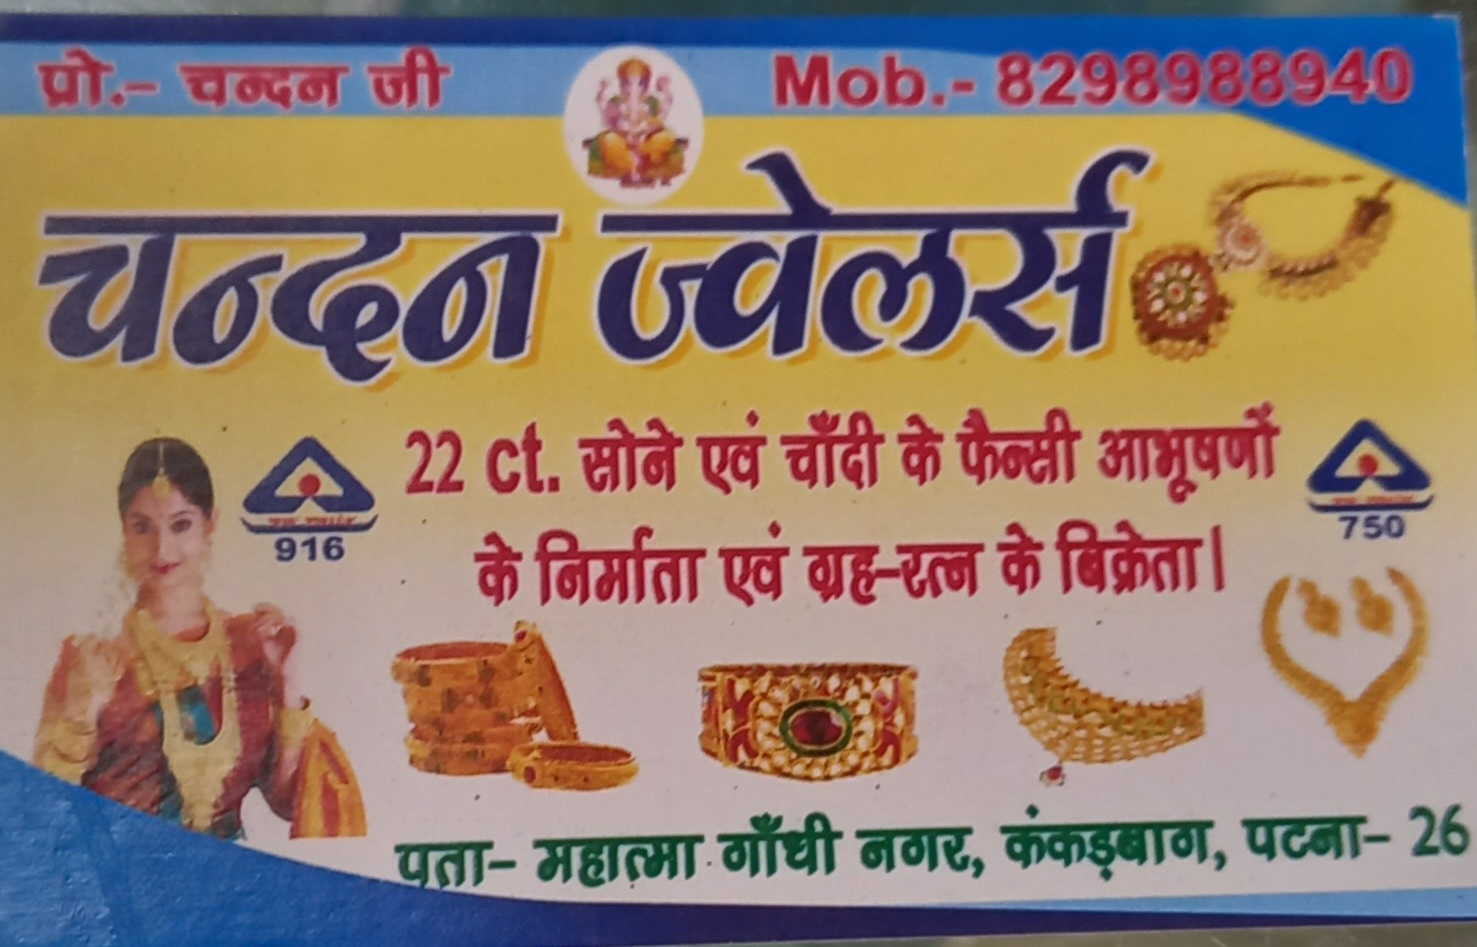 प्रो.- चन्दन जी
Mob.- 8298988940
चन्दन ज्वेलर्स
22 ct. सोने एवं चाँदी के फैन्सी आभूषणों
के निर्माता एवं ग्रह-रत्न के बिक्रेता।
916
750
पता- महात्मा गाँधी नगर, कंकड़बाग, पटना- 26